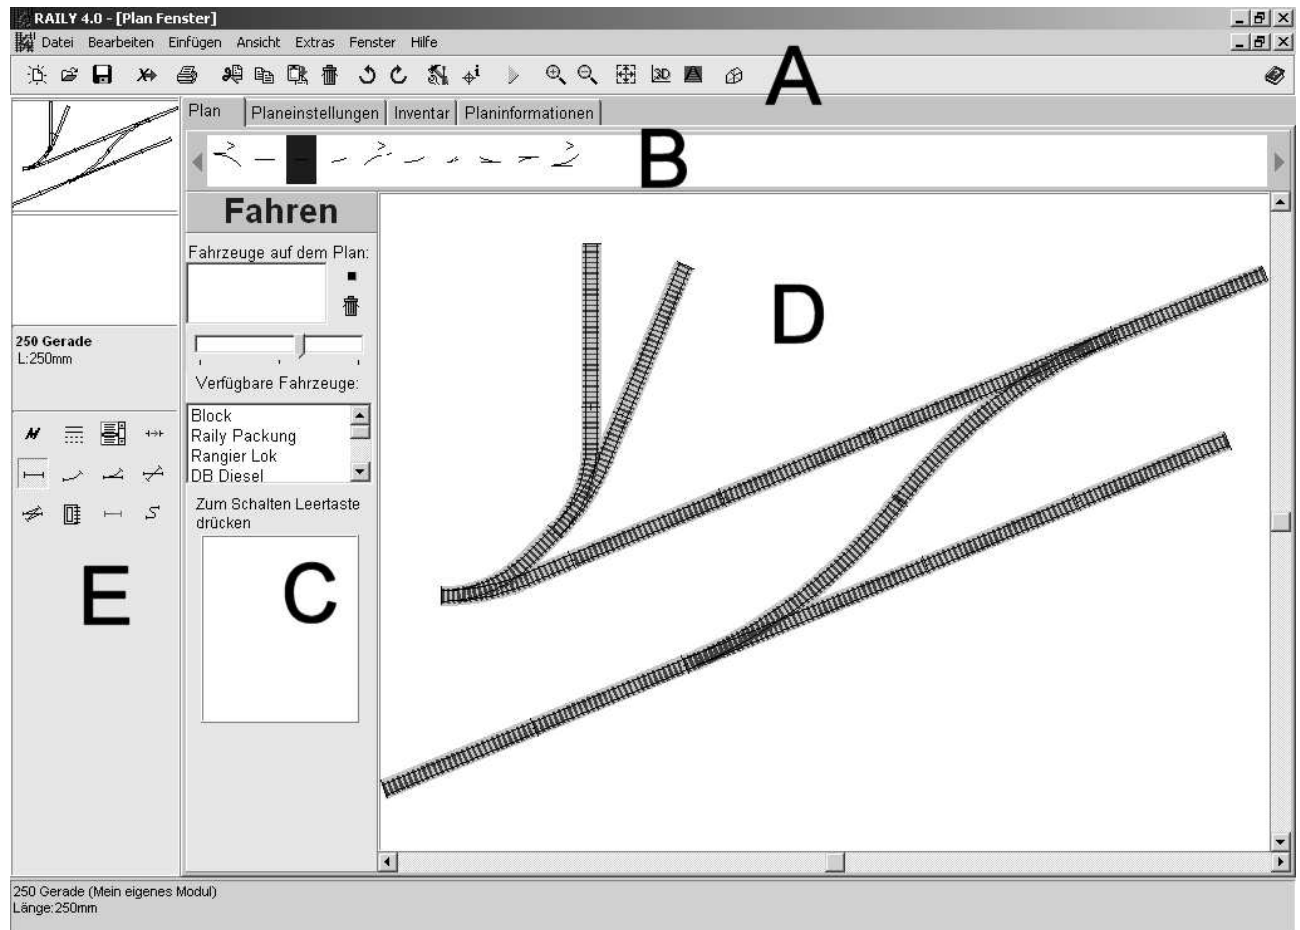 RAILY 4.0 - [Plan Fenster]
Datei Bearbeiten Einfügen Ansicht Extras Fenster Hilfe
3D
A
Plan Planeinstellungen Inventar Planinformationen
B
Fahren
Fahrzeuge auf dem Plan:
D
250 Gerade
L:250mm
Verfügbare Fahrzeuge:
Block
Raily Packung
Rangier Lok
DB Diesel
Zum Schalten Leertaste
drücken
C
E
250 Gerade (Mein eigenes Modul)
Länge:250mm